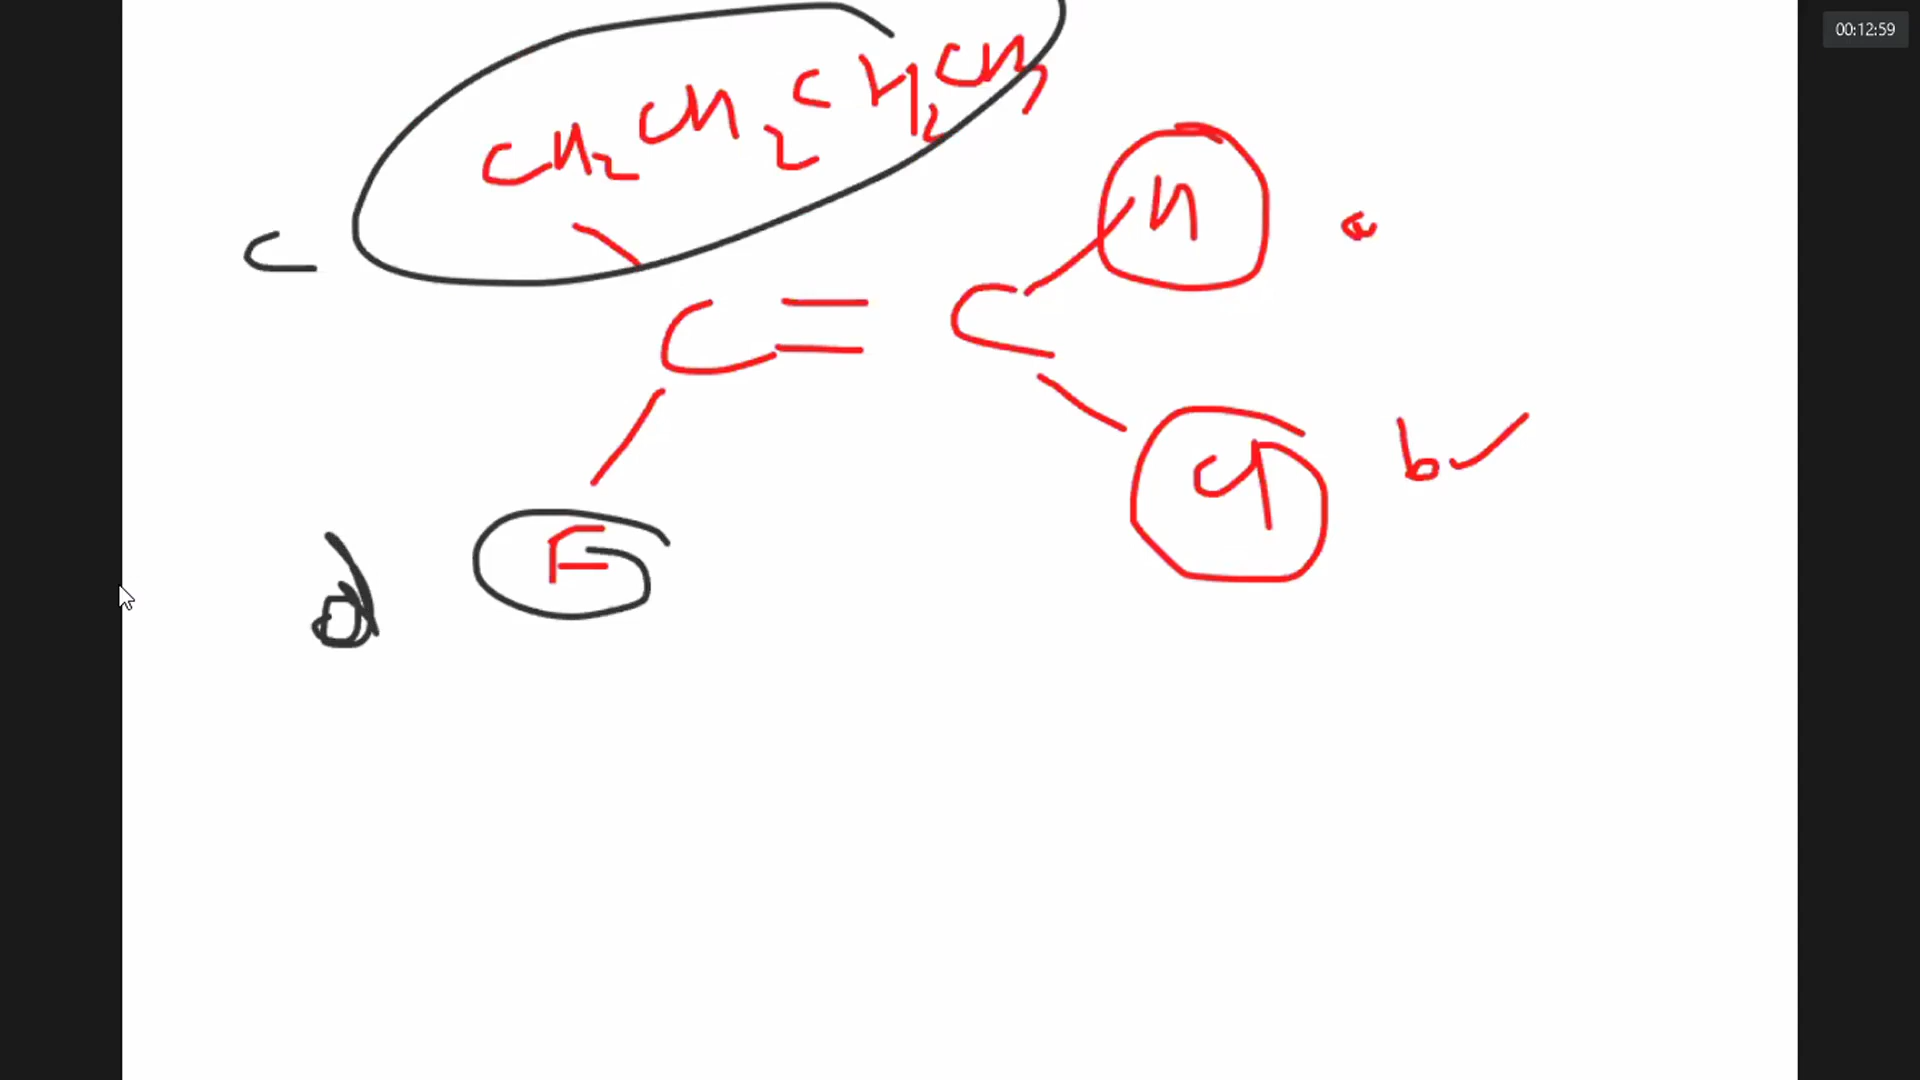 00:12:59
CH2CH2CH2CH3
H a
C
C = C
Cl b✓
F
d